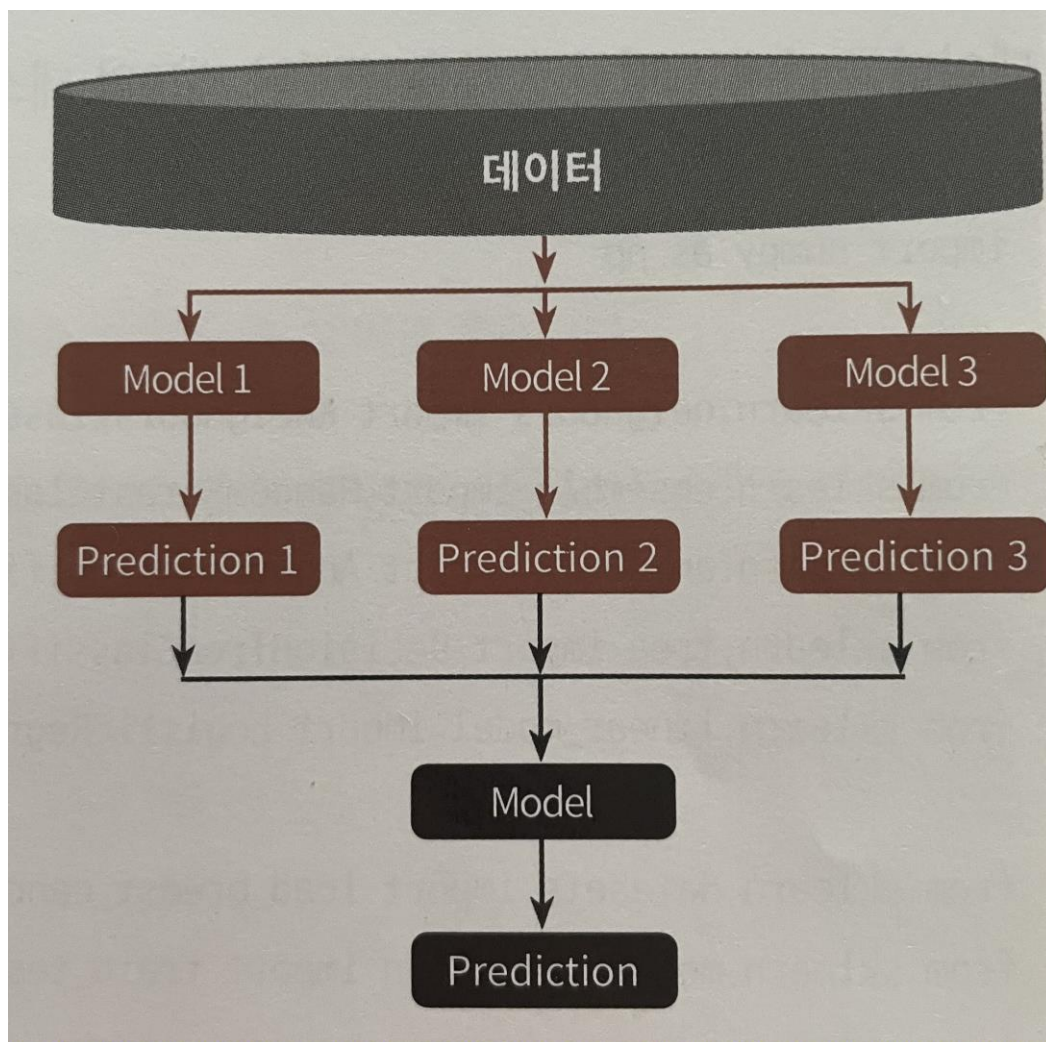 데이터
Model 1
Model 2
Model 3
Prediction 1
Prediction 2
Prediction 3
Model
Prediction